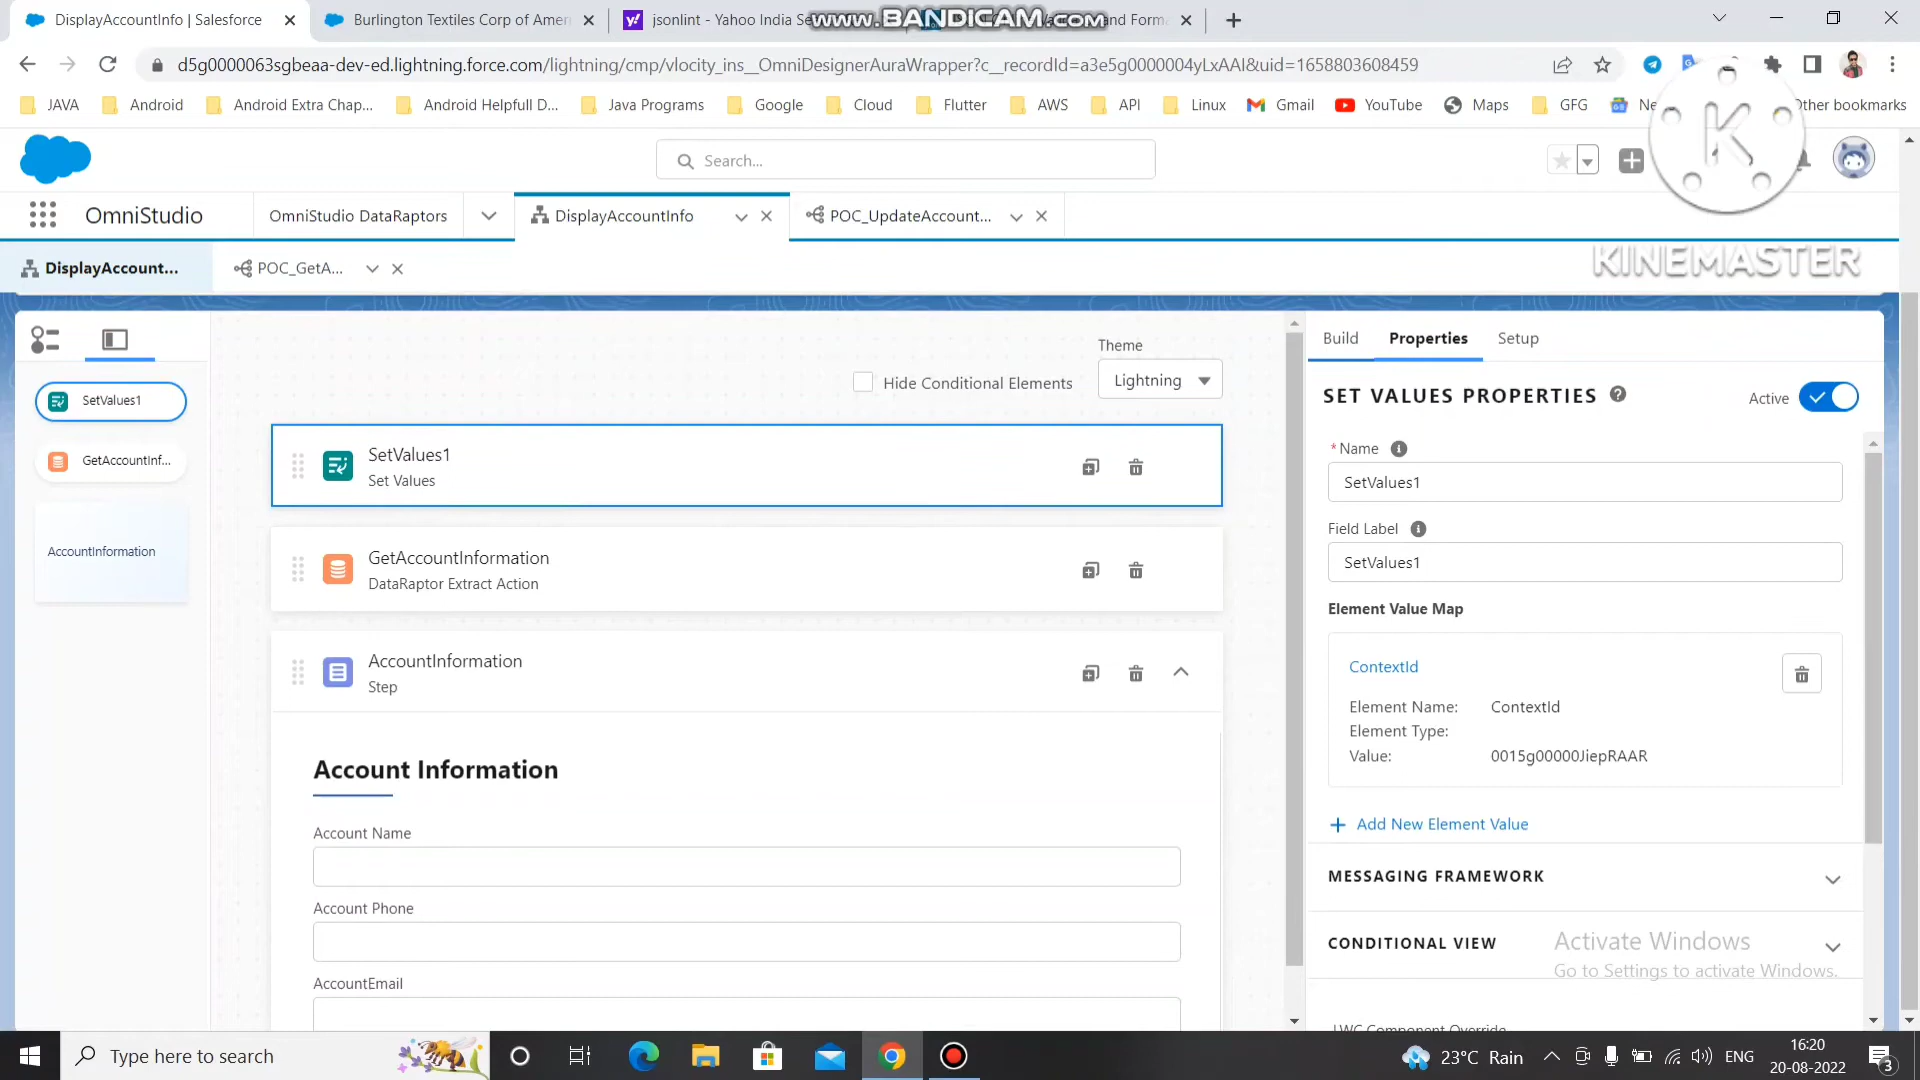 DisplayAccountInfo | Salesforce
Burlington Textiles Corp of Amer
jsonlint - Yahoo India Se
www.BANDICAM.com
and Form
d5g0000063sgbeaa-dev-ed.lightning.force.com/lightning/cmp/vlocity_ins__OmniDesignerAuraWrapper?c__recordId=a3e5g0000004yLxAAI&uid=1658803608459
JAVA
Android
Android Extra Chap...
Android Helpfull D...
Java Programs
Google
Cloud
Flutter
AWS
API
Linux
Gmail
YouTube
Maps
GFG
Ne
Other bookmarks
Search...
K
OmniStudio
OmniStudio DataRaptors
DisplayAccountInfo
POC_UpdateAccount...
KINEMASTER
DisplayAccount...
POC_GetA...
Theme
Hide Conditional Elements
Lightning
SetValues1
GetAccountInf...
AccountInformation
SetValues1
Set Values
GetAccountInformation
DataRaptor Extract Action
AccountInformation
Step
Account Information
Account Name
Account Phone
AccountEmail
Build
Properties
Setup
SET VALUES PROPERTIES
Active
*Name
SetValues1
Field Label
SetValues1
Element Value Map
ContextId
Element Name: ContextId
Element Type:
Value: 0015g00000JiepRAAR
+ Add New Element Value
MESSAGING FRAMEWORK
CONDITIONAL VIEW
Activate Windows
Go to Settings to activate Windows.
LWC Component Override
Type here to search
23°C Rain
ENG
16:20
20-08-2022
3